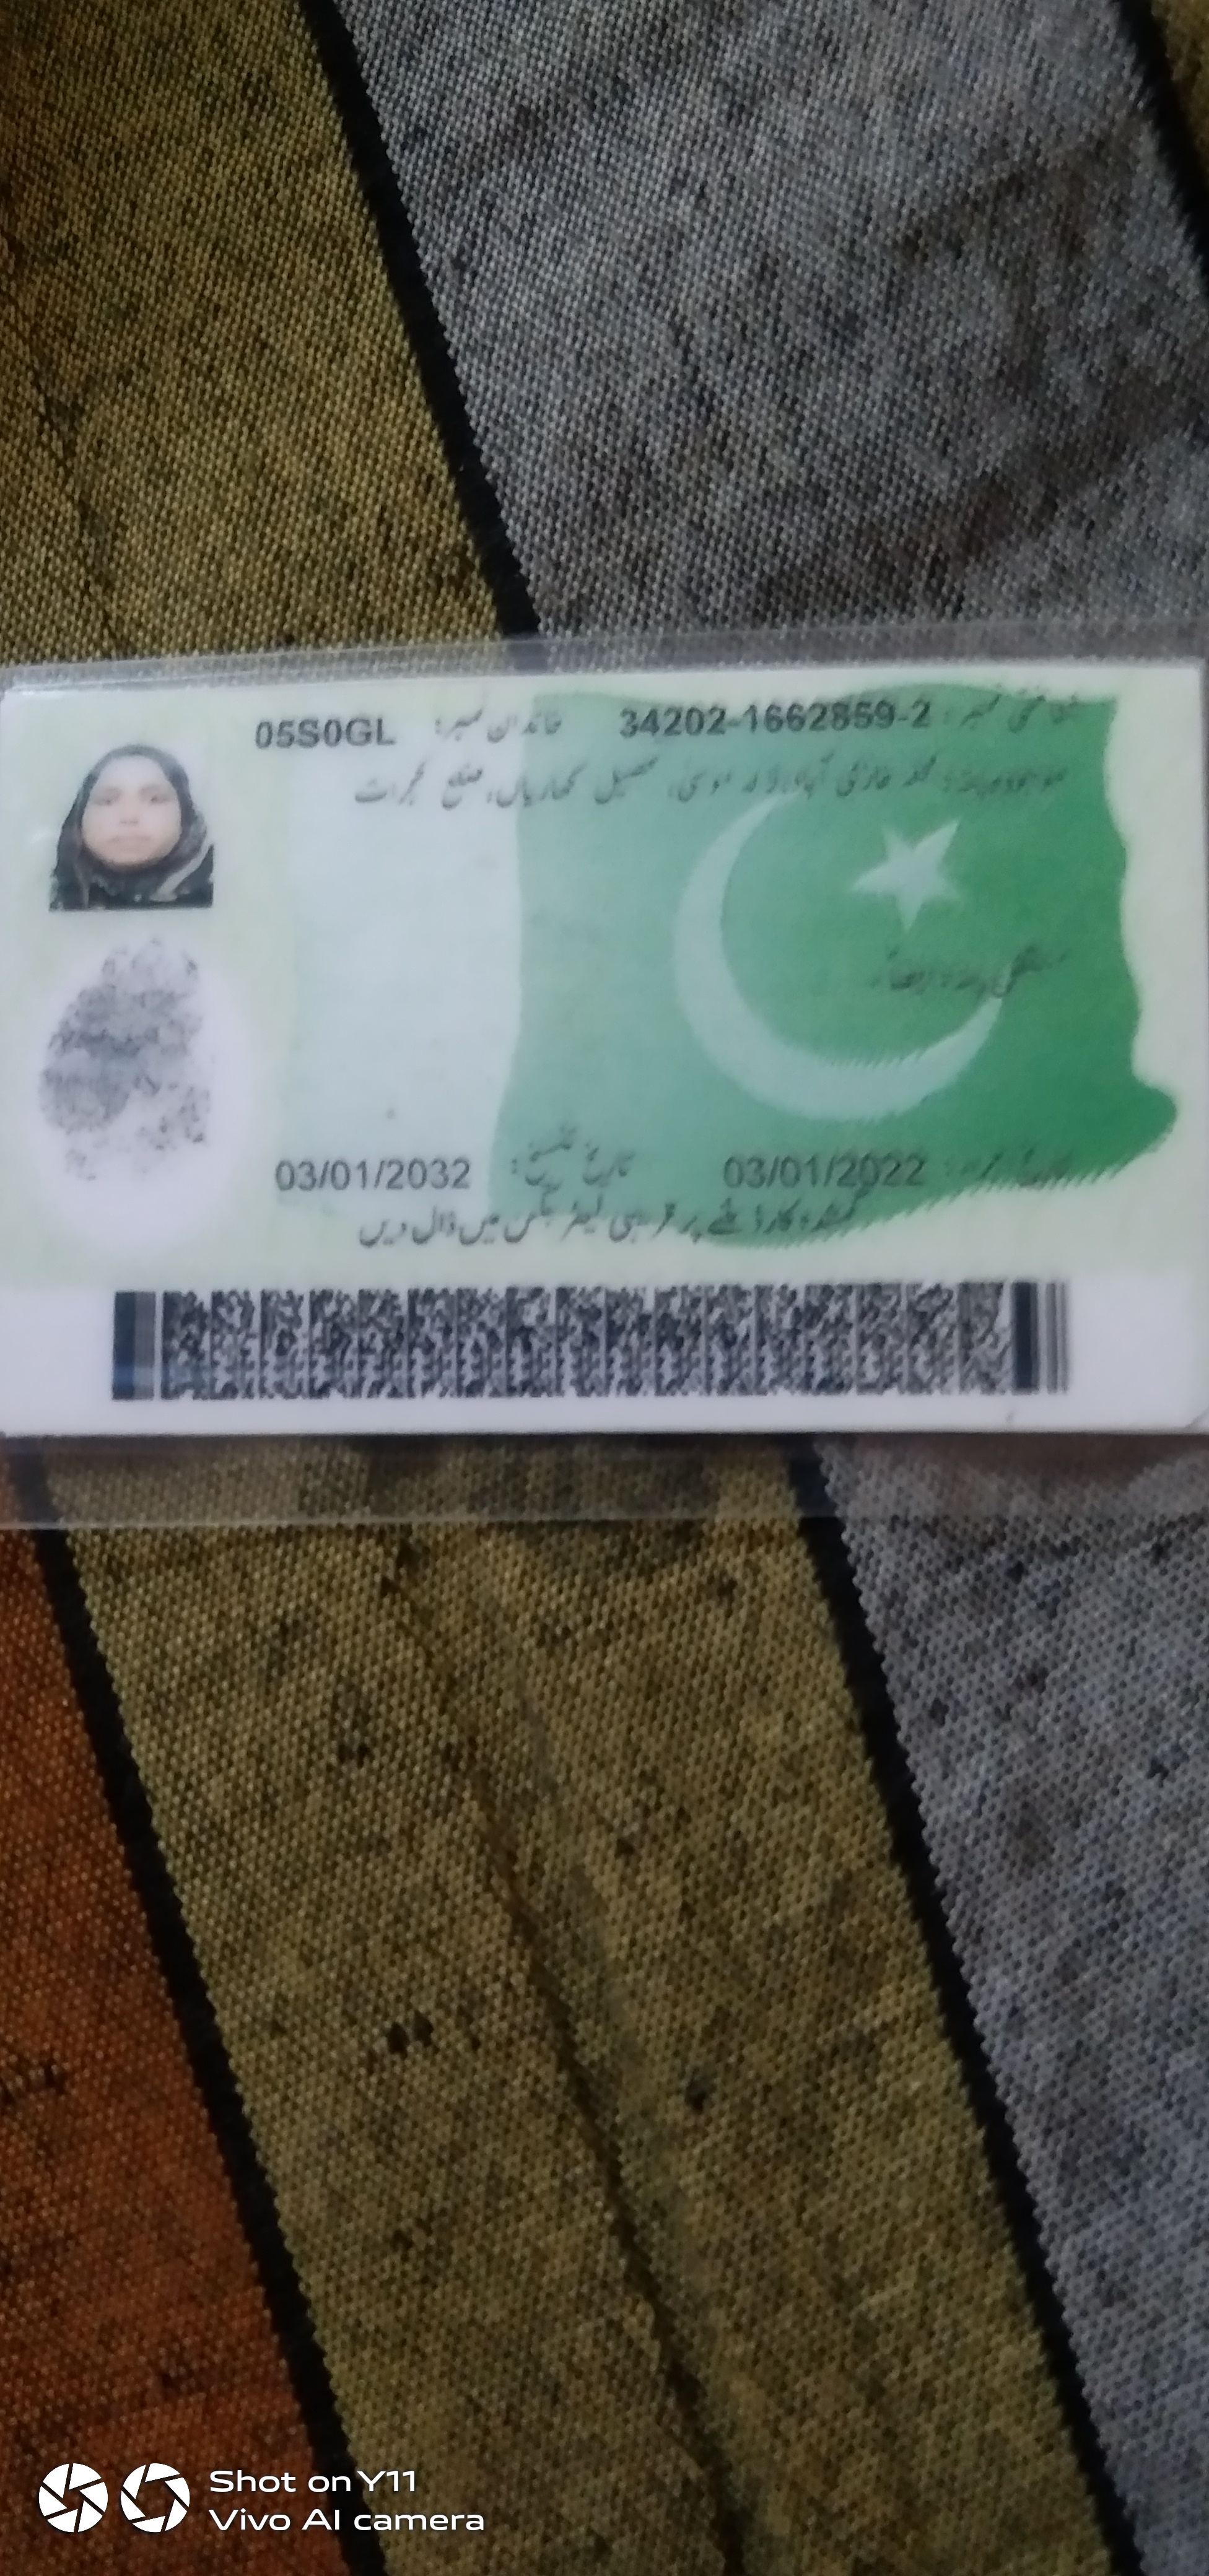 شناختی نمبر: 34202-1662859-2 خاندان نمبر: 05S0GL
موجودہ پتہ: محلہ غازی آباد، لالہ موسیٰ، تحصیل کھاریاں، ضلع گجرات
مستقل پتہ: ایضاً
تاریخ اجراء: 03/01/2022 تاریخ تنسیخ: 03/01/2032
گمشدہ کارڈ ملنے پر قریبی لیٹر بکس میں ڈال دیں
Shot on Y11
Vivo AI camera